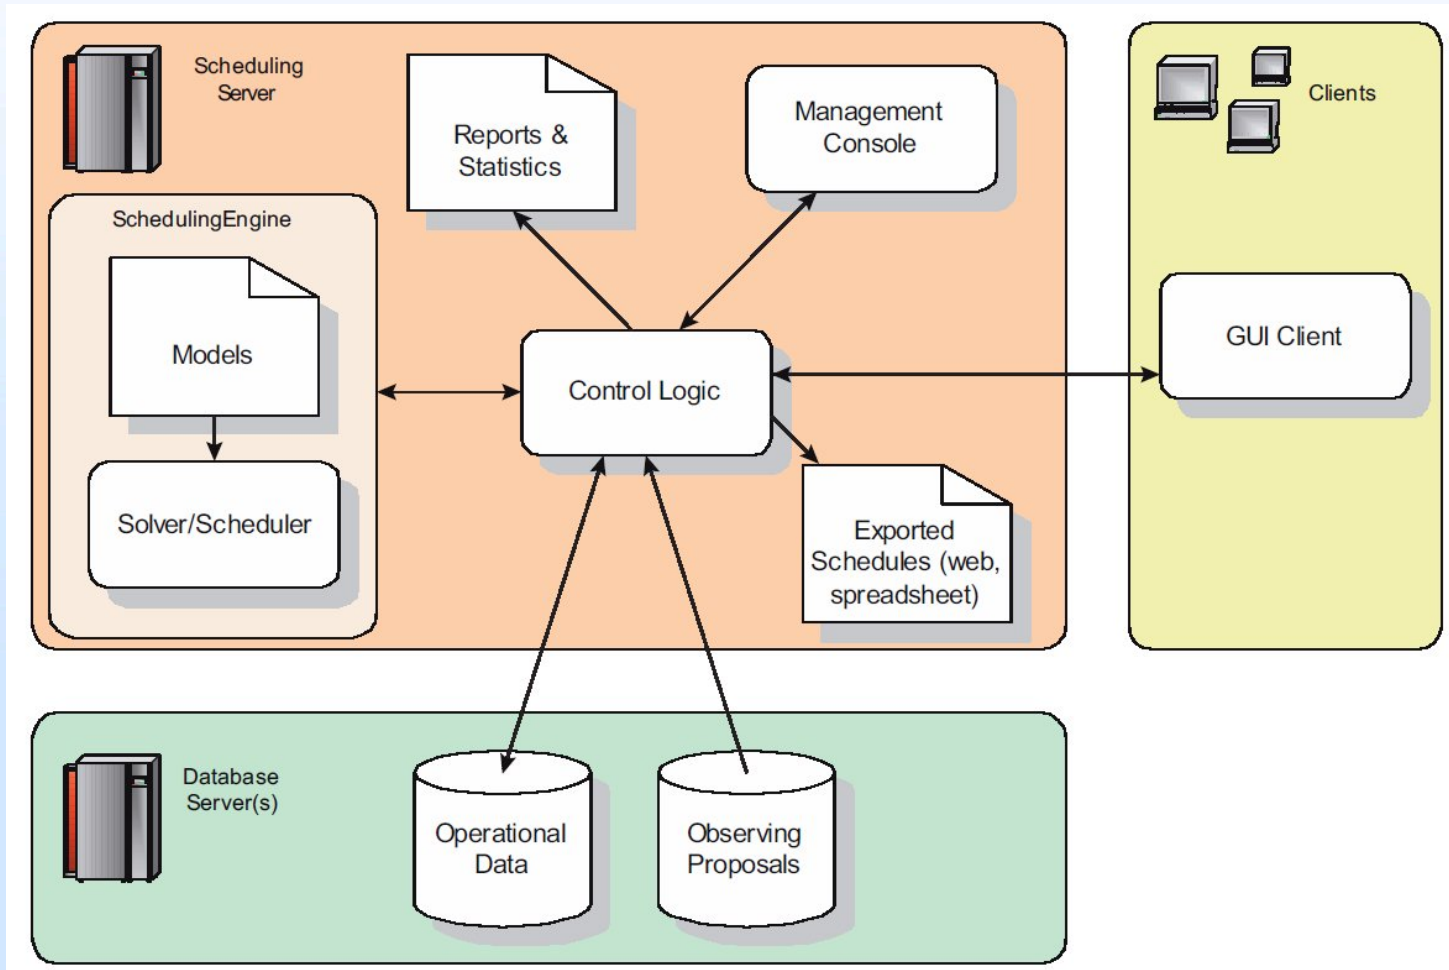 Scheduling
Server
Reports &
Statistics
Management
Console
Clients
SchedulingEngine
Models
Control Logic
GUI Client
Solver/Scheduler
Exported
Schedules (web,
spreadsheet)
Database
Server(s)
Operational
Data
Observing
Proposals